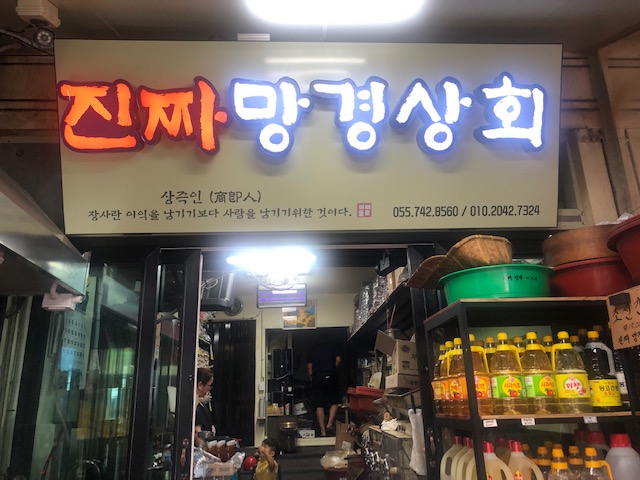 진짜망경상회
상즉인 (商卽人)
장사란 이익을 남기기보다 사람을 남기기위한 것이다.
055.742.8560 / 010.2042.7324